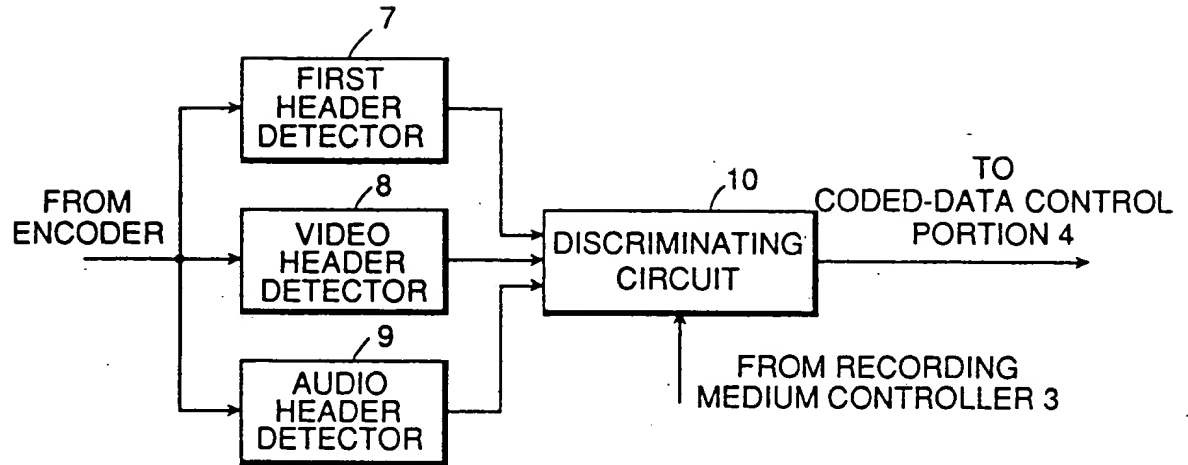 7
FIRST
HEADER
DETECTOR
FROM
ENCODER
8
VIDEO
HEADER
DETECTOR
9
AUDIO
HEADER
DETECTOR
10
DISCRIMINATING
CIRCUIT
TO
CODED-DATA CONTROL
PORTION 4
FROM RECORDING
MEDIUM CONTROLLER 3